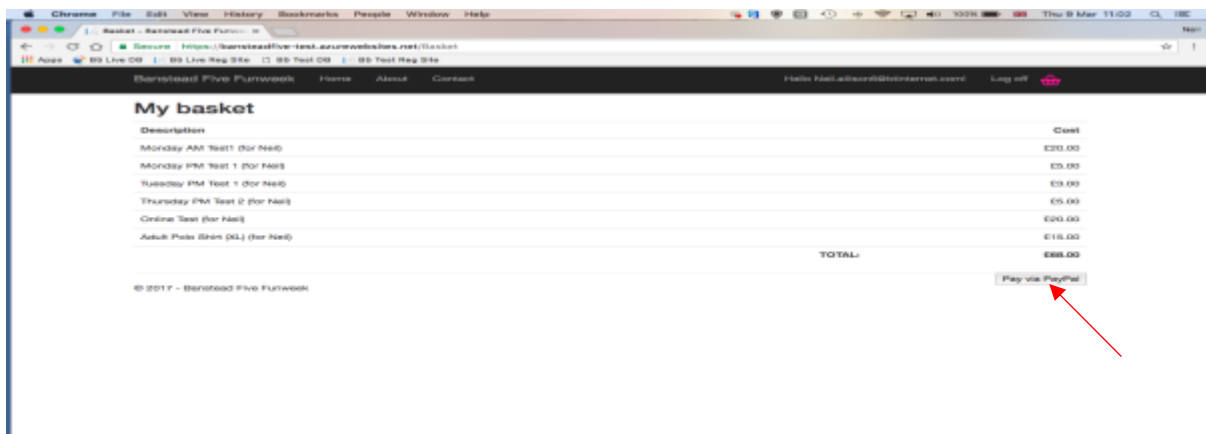 Chrome File Edit View History Bookmarks People Window Help 100% Thu 9 Mar 11:02
Basket - Banstead Five Funwe Neil
Secure https://bansteadfive-test.azurewebsites.net/Basket
Apps BS Live DB BS Live Reg Site BS Test DB BS Test Reg Site
Banstead Five Funweek Home About Contact Hello Log off
My basket
Description Cost
Monday AM Test1 (for Neil) £20.00
Monday PM Test 1 (for Neil) £5.00
Tuesday PM Test 1 (for Neil) £3.00
Thursday PM Test 2 (for Neil) £5.00
Online Test (for Neil) £20.00
Adult Polo Shirt (XL) (for Neil) £15.00
TOTAL: £68.00
Pay via PayPal
© 2017 - Banstead Five Funweek